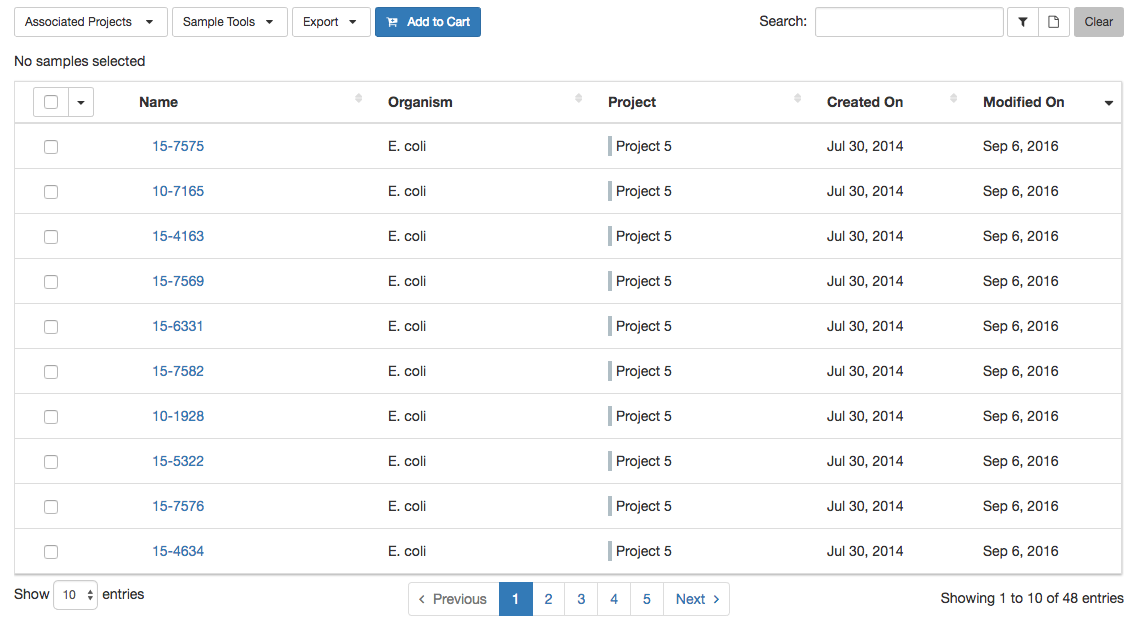 Associated Projects Sample Tools Export Add to Cart Search: Clear
No samples selected
Name Organism Project Created On Modified On
15-7575 E. coli Project 5 Jul 30, 2014 Sep 6, 2016
10-7165 E. coli Project 5 Jul 30, 2014 Sep 6, 2016
15-4163 E. coli Project 5 Jul 30, 2014 Sep 6, 2016
15-7569 E. coli Project 5 Jul 30, 2014 Sep 6, 2016
15-6331 E. coli Project 5 Jul 30, 2014 Sep 6, 2016
15-7582 E. coli Project 5 Jul 30, 2014 Sep 6, 2016
10-1928 E. coli Project 5 Jul 30, 2014 Sep 6, 2016
15-5322 E. coli Project 5 Jul 30, 2014 Sep 6, 2016
15-7576 E. coli Project 5 Jul 30, 2014 Sep 6, 2016
15-4634 E. coli Project 5 Jul 30, 2014 Sep 6, 2016
Show 10 entries ‹ Previous 1 2 3 4 5 Next › Showing 1 to 10 of 48 entries